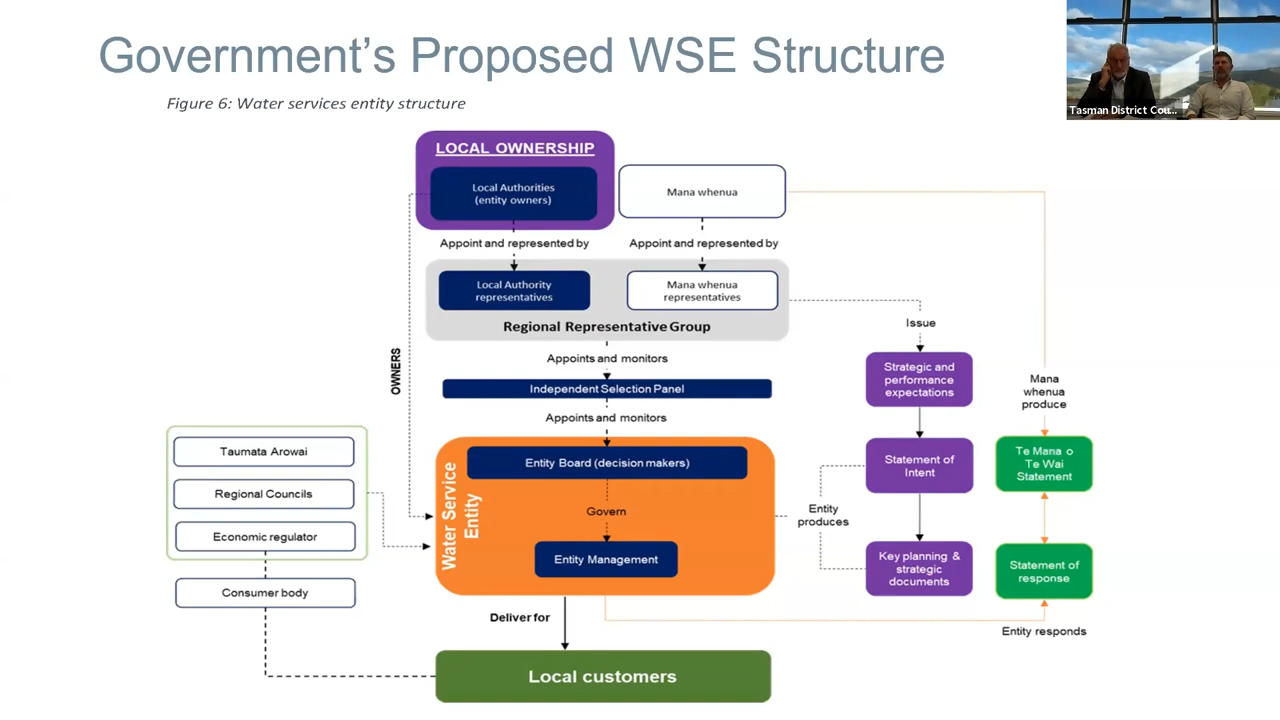 Government's Proposed WSE Structure
Figure 6: Water services entity structure
Tasman District Cou...
LOCAL OWNERSHIP
Local Authorities
(entity owners)
Mana whenua
Appoint and represented by
Appoint and represented by
Local Authority
representatives
Mana whenua
representatives
Regional Representative Group
Issue
Appoints and monitors
OWNERS
Independent Selection Panel
Strategic and
performance
expectations
Mana
whenua
produce
Appoints and monitors
Taumata Arowai
Regional Councils
Economic regulator
Consumer body
Water Service
Entity
Entity Board (decision makers)
Govern
Entity Management
Entity
produces
Statement of
Intent
Key planning &
strategic
documents
Te Mana o
Te Wai
Statement
Statement of
response
Entity responds
Deliver for
Local customers